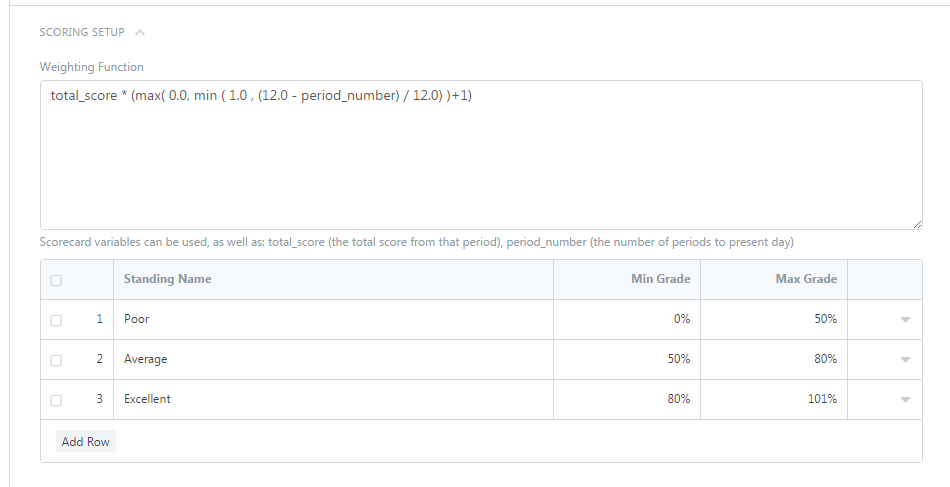 SCORING SETUP
Weighting Function
total_score * (max( 0.0, min ( 1.0 , (12.0 - period_number) / 12.0) )+1)
Scorecard variables can be used, as well as: total_score (the total score from that period), period_number (the number of periods to present day)
Standing Name Min Grade Max Grade
1 Poor 0% 50%
2 Average 50% 80%
3 Excellent 80% 101%
Add Row